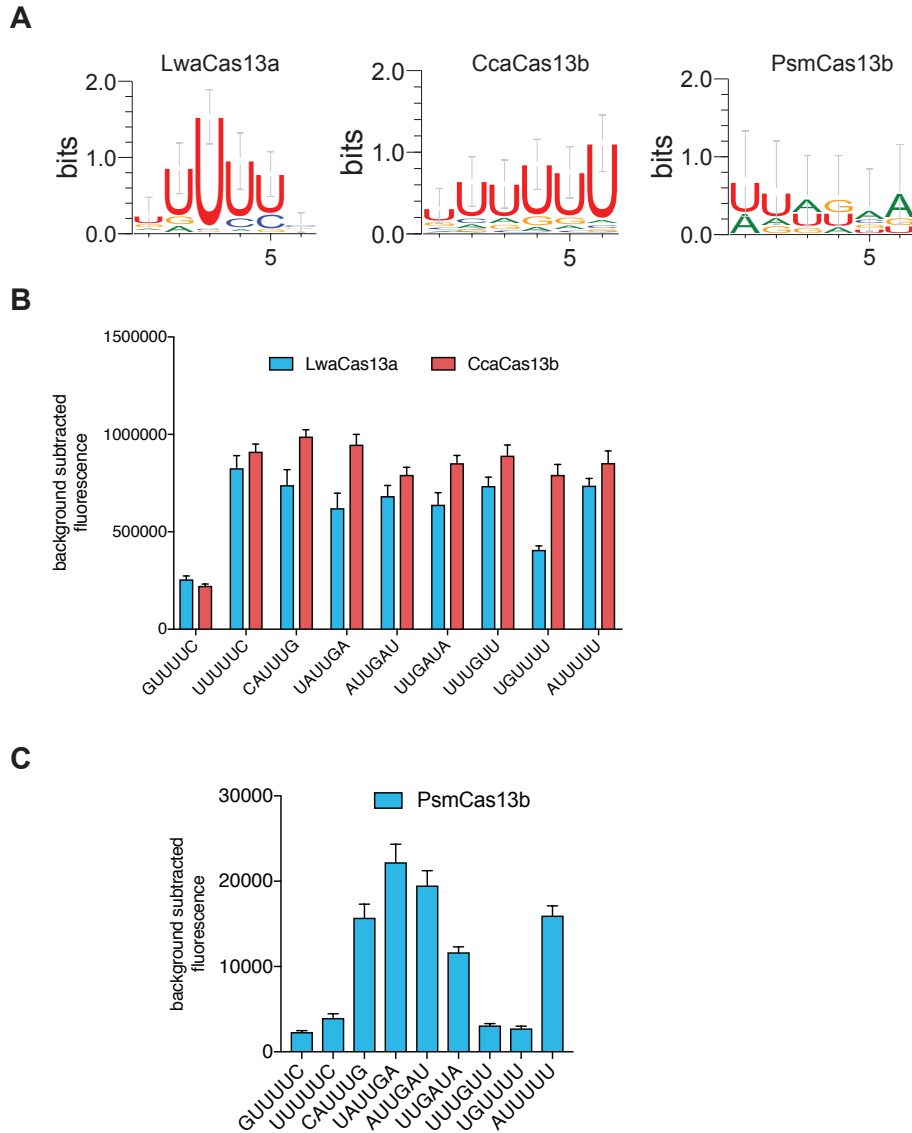 A
LwaCas13a CcaCas13b PsmCas13b
2.0 2.0 2.0
bits bits bits
1.0 1.0 1.0
0.0 0.0 0.0
5 5 5
B
1500000
LwaCas13a CcaCas13b
1000000
background subtracted
fluorescence
500000
0
GUUUUC UUUUUC CAUUUG UAUUGA AUUGAU UUGAUA UUUGUU UGUUUU AUUUUU
C
30000
PsmCas13b
20000
background subtracted
fluorescence
10000
0
GUUUUC UUUUUC CAUUUG UAUUGA AUUGAU UUGAUA UUUGUU UGUUUU AUUUUU